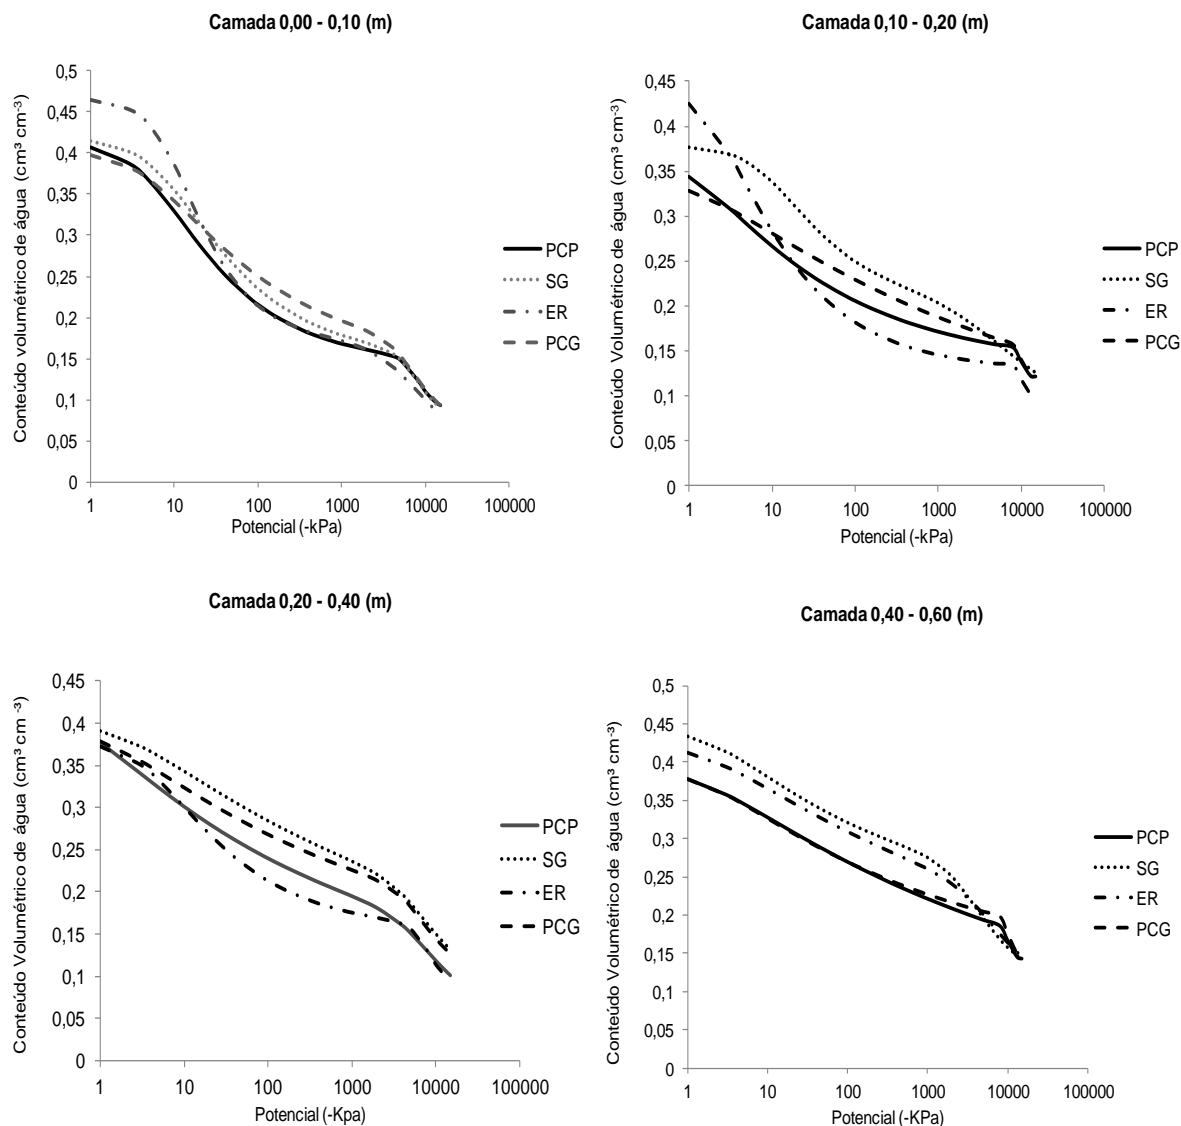 Camada 0,00 - 0,10 (m)
Conteúdo volumétrico de água (cm³ cm⁻³)
0,5
0,45
0,4
0,35
0,3
0,25
0,2
0,15
0,1
0,05
0
1 10 100 1000 10000 100000
Potencial (-kPa)
PCP
SG
ER
PCG
Camada 0,10 - 0,20 (m)
Conteúdo Volumétrico de água (cm³ cm⁻³)
0,45
0,4
0,35
0,3
0,25
0,2
0,15
0,1
0,05
0
1 10 100 1000 10000 100000
Potencial (-kPa)
PCP
SG
ER
PCG
Camada 0,20 - 0,40 (m)
Conteúdo Volumétrico de água (cm³ cm ⁻³)
0,45
0,4
0,35
0,3
0,25
0,2
0,15
0,1
0,05
0
1 10 100 1000 10000 100000
Potencial (-Kpa)
PCP
SG
ER
PCG
Camada 0,40 - 0,60 (m)
Conteúdo Volumétrico de água (cm³ cm⁻³)
0,5
0,45
0,4
0,35
0,3
0,25
0,2
0,15
0,1
0,05
0
1 10 100 1000 10000 100000
Potencial (-KPa)
PCP
SG
ER
PCG